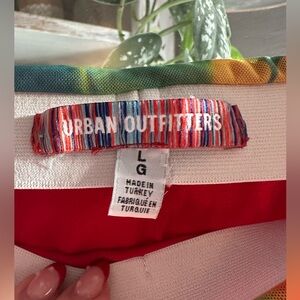 URBAN OUTFITTERS
L
G
MADE IN
TURKEY
FABRIQUÉ EN
TURQUIE